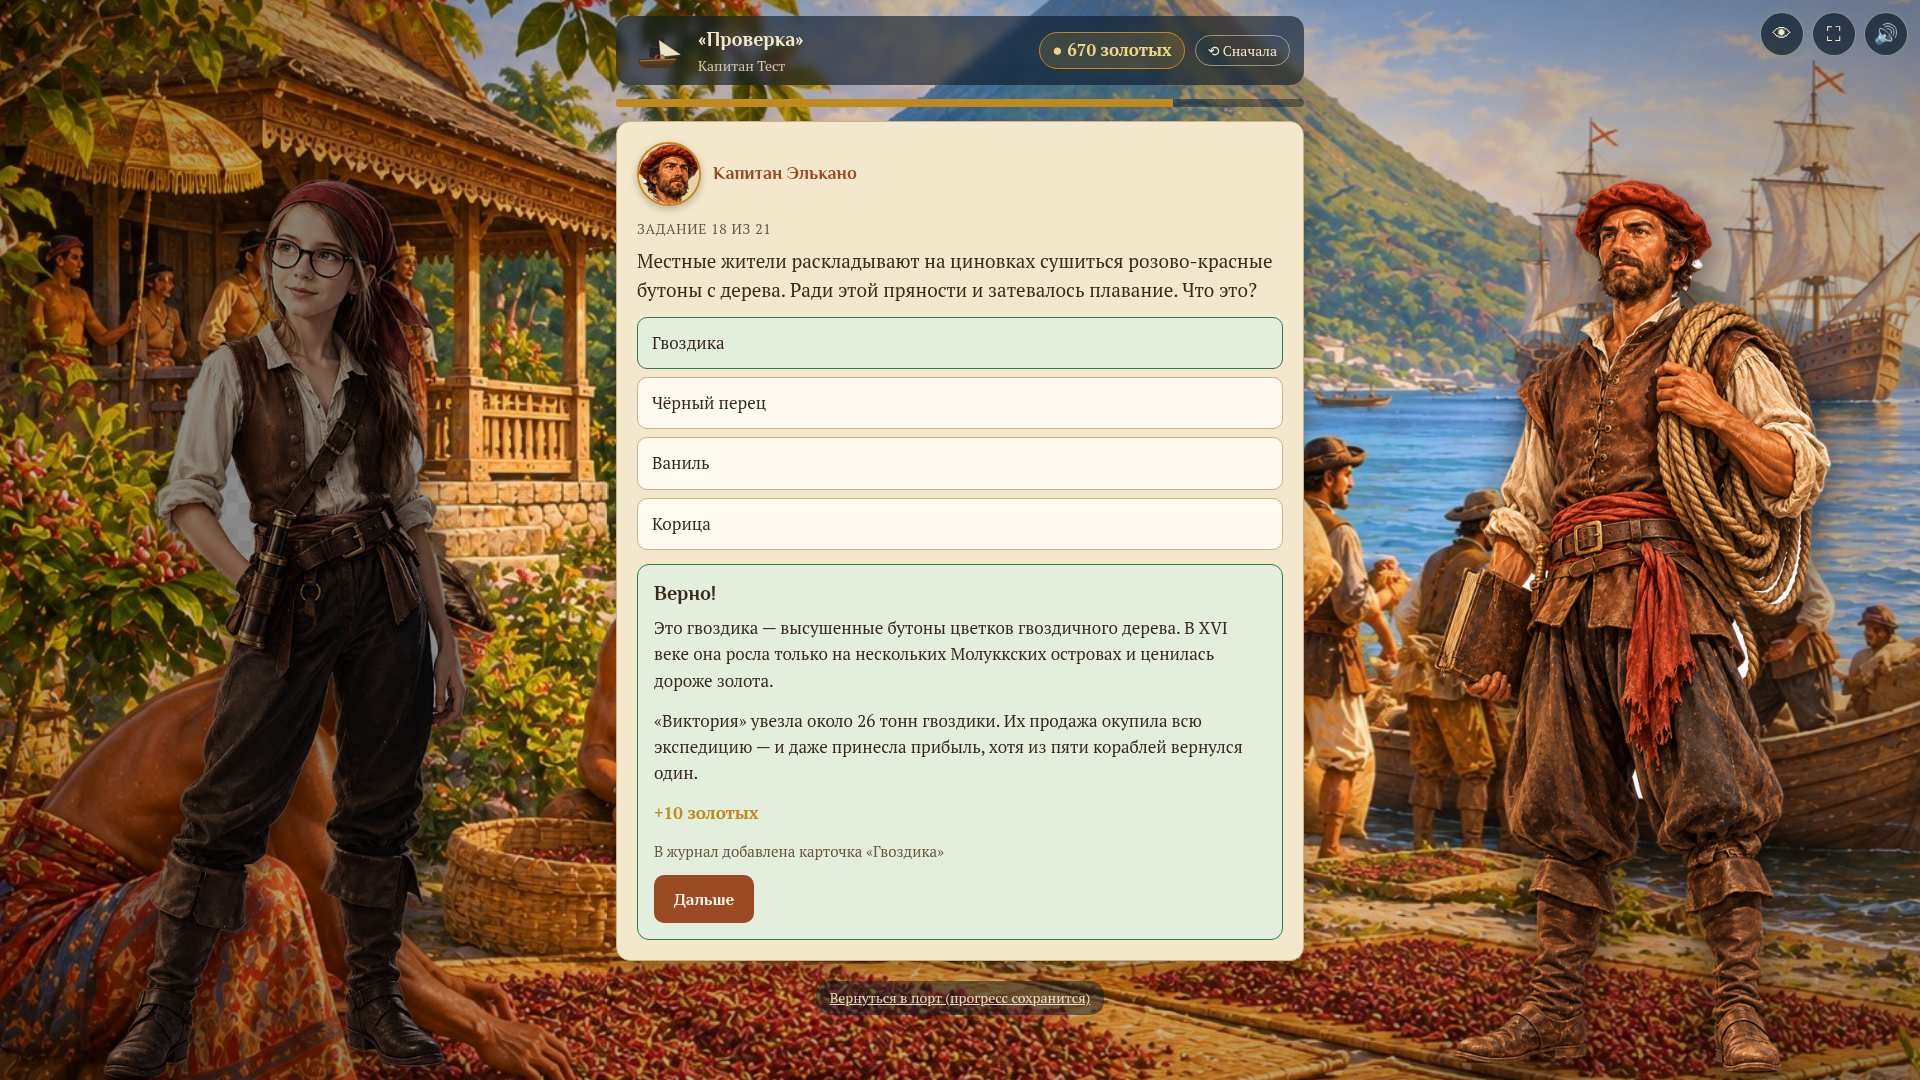 «Проверка»
Капитан Тест
● 670 золотых
⟲ Сначала
Капитан Элькано
ЗАДАНИЕ 18 ИЗ 21
Местные жители раскладывают на циновках сушиться розово-красные
бутоны с дерева. Ради этой пряности и затевалось плавание. Что это?
Гвоздика
Чёрный перец
Ваниль
Корица
Верно!
Это гвоздика — высушенные бутоны цветков гвоздичного дерева. В XVI
веке она росла только на нескольких Молуккских островах и ценилась
дороже золота.
«Виктория» увезла около 26 тонн гвоздики. Их продажа окупила всю
экспедицию — и даже принесла прибыль, хотя из пяти кораблей вернулся
один.
+10 золотых
В журнал добавлена карточка «Гвоздика»
Дальше
Вернуться в порт (прогресс сохранится)